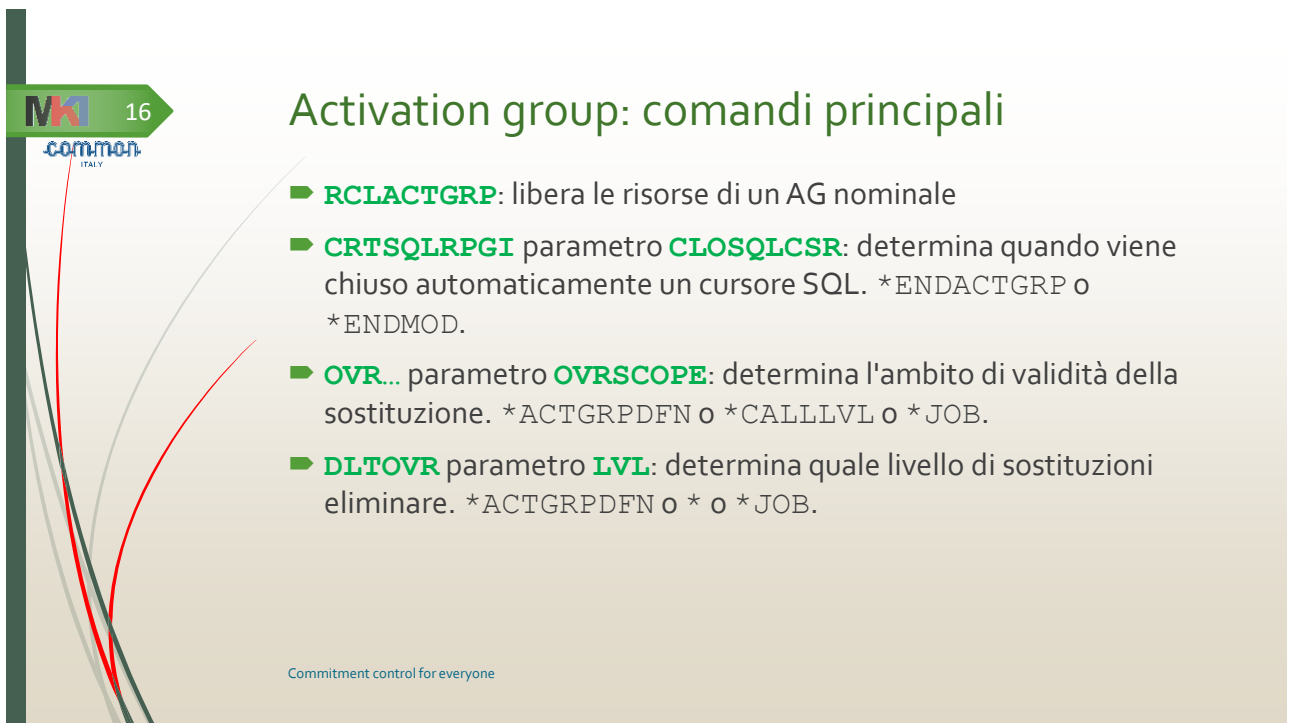 MK1
16
common
ITALY
Activation group: comandi principali
RCLACTGRP: libera le risorse di un AG nominale
CRTSQLRPGI parametro CLOSQLCSR: determina quando viene
chiuso automaticamente un cursore SQL. *ENDACTGRP o
*ENDMOD.
OVR... parametro OVRSCOPE: determina l'ambito di validità della
sostituzione. *ACTGRPDFN o *CALLLVL o *JOB.
DLTOVR parametro LVL: determina quale livello di sostituzioni
eliminare. *ACTGRPDFN o * o *JOB.
Commitment control for everyone